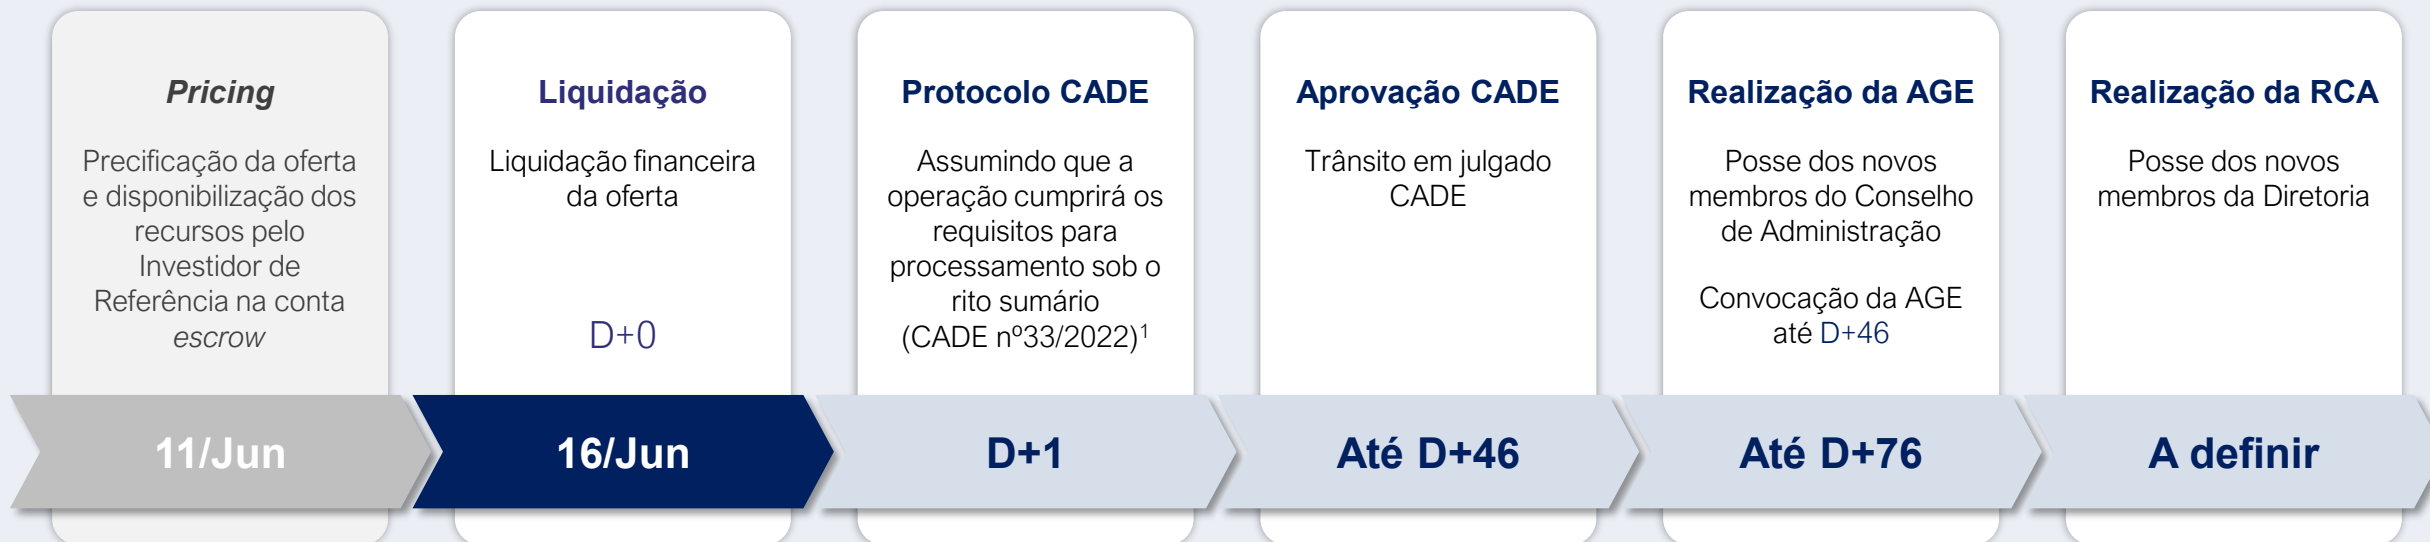 Pricing
Precificação da oferta
e disponibilização dos
recursos pelo
Investidor de
Referência na conta
escrow
11/Jun
Liquidação
Liquidação financeira
da oferta
D+0
16/Jun
Protocolo CADE
Assumindo que a
operação cumprirá os
requisitos para
processamento sob o
rito sumário
(CADE nº33/2022)¹
D+1
Aprovação CADE
Trânsito em julgado
CADE
Até D+46
Realização da AGE
Posse dos novos
membros do Conselho
de Administração
Convocação da AGE
até D+46
Até D+76
Realização da RCA
Posse dos novos
membros da Diretoria
A definir